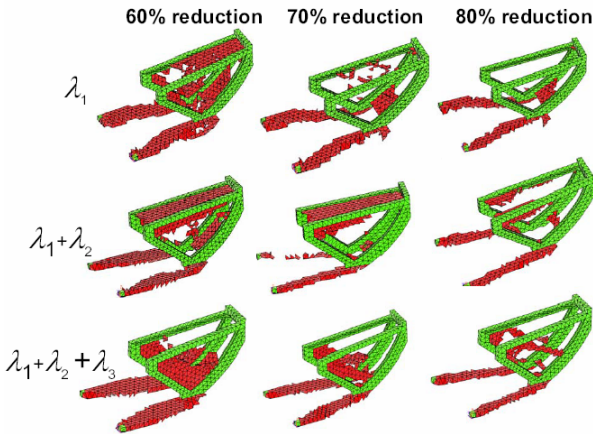 60% reduction 70% reduction 80% reduction
λ₁
λ₁+λ₂
λ₁+λ₂+λ₃